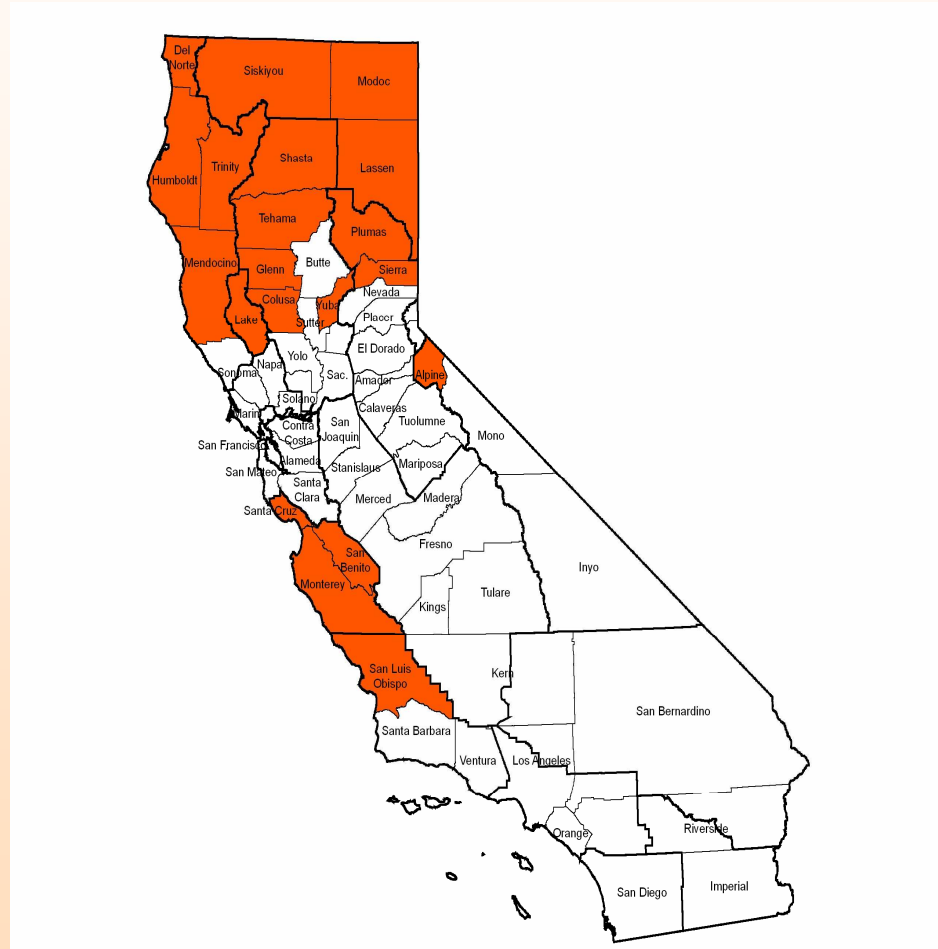 Del
Norte
Siskiyou
Modoc
Humboldt
Trinity
Shasta
Lassen
Tehama
Plumas
Mendocino
Glenn
Butte
Sierra
Colusa
Yuba
Nevada
Lake
Sutter
Placer
Sonoma
Napa
Yolo
El Dorado
Sac.
Amador
Alpine
Solano
Marin
Calaveras
Contra
Costa
San
Joaquin
Tuolumne
Mono
San Francisco
Alameda
San Mateo
Stanislaus
Mariposa
Santa
Clara
Merced
Madera
Santa Cruz
Fresno
San
Benito
Monterey
Inyo
Kings
Tulare
San Luis
Obispo
Kern
San Bernardino
Santa Barbara
Ventura
Los Angeles
Orange
Riverside
San Diego
Imperial